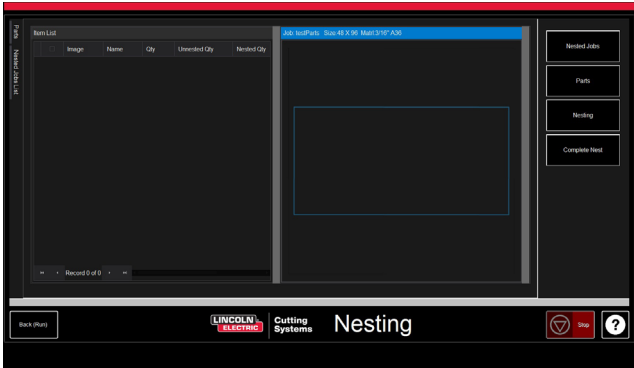 Parts
Nested Jobs List
Item List
Image Name Qty Unnested Qty Nested Qty
Record 0 of 0
Job: testParts Size:48 X 96 Matrl:3/16" A36
Nested Jobs
Parts
Nesting
Complete Nest
Back (Run)
LINCOLN
ELECTRIC
Cutting
Systems
Nesting
Stop
?